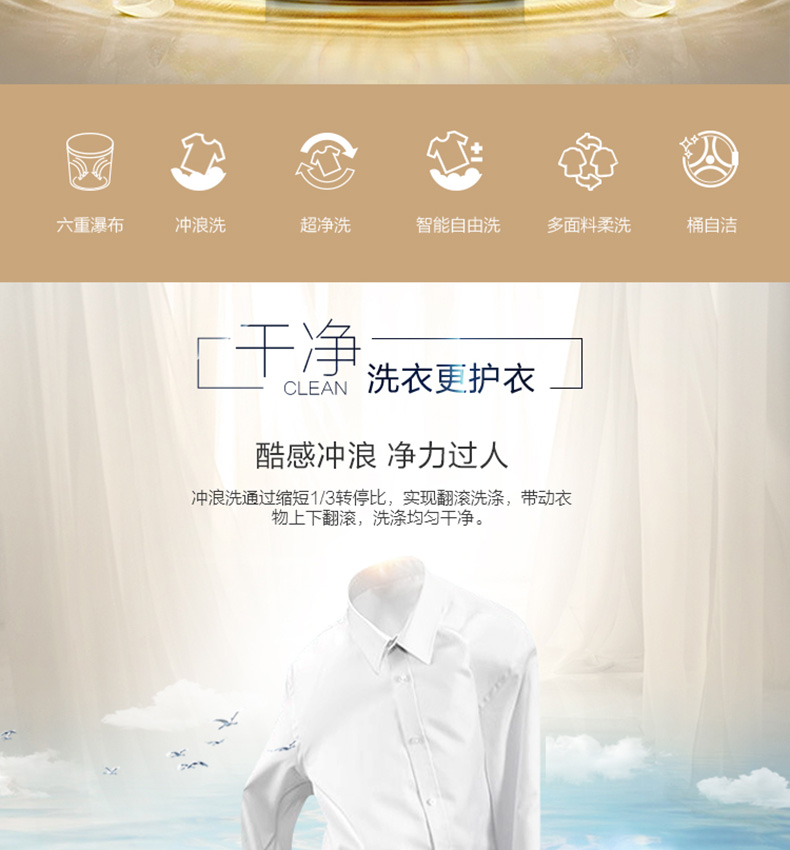 六重瀑布
冲浪洗
超净洗
智能自由洗
多面料柔洗
桶自洁
干净
CLEAN
洗衣更护衣
酷感冲浪 净力过人
冲浪洗通过缩短1/3转停比，实现翻滚洗涤，带动衣
物上下翻滚，洗涤均匀干净。